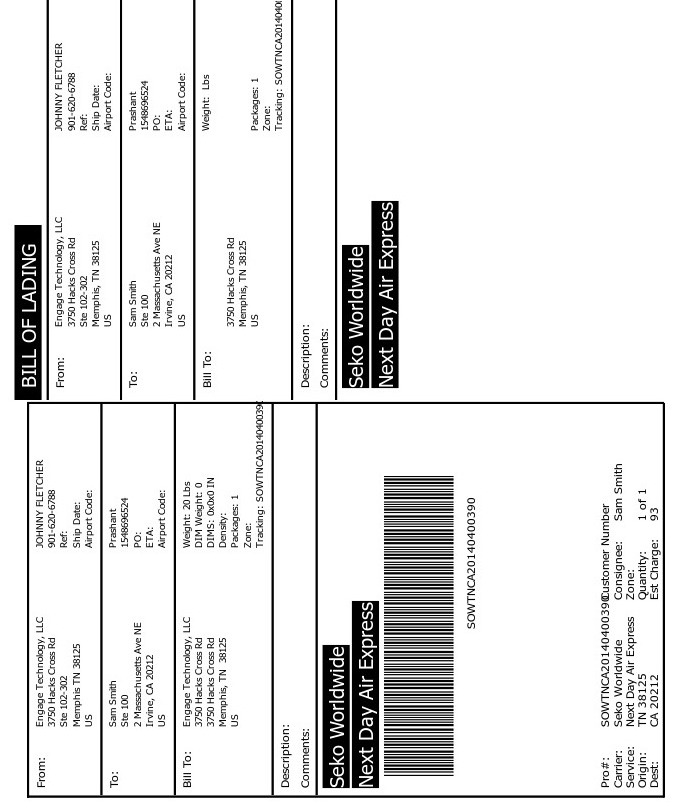 From:
Engage Technology, LLC
3750 Hacks Cross Rd
Ste 102-302
Memphis TN 38125
US
JOHNNY FLETCHER
901-620-6788
Ref:
Ship Date:
Airport Code:
To:
Sam Smith
Ste 100
2 Massachusetts Ave NE
Irvine, CA 20212
US
Prashant
1548696524
PO:
ETA:
Airport Code:
Bill To:
Engage Technology, LLC
3750 Hacks Cross Rd
3750 Hacks Cross Rd
Memphis, TN 38125
US
Weight: 20 Lbs
DIM Weight: 0
DIMS: 0x0x0 IN
Density:
Packages: 1
Zone:
Tracking: SOWTNCA2014040039
Description:
Comments:
Seko Worldwide
Next Day Air Express
SOWTNCA20140400390
Pro#: SOWTNCA20140400390 Customer Number
Carrier: Seko Worldwide Consignee: Sam Smith
Service: Next Day Air Express Zone:
Origin: TN 38125 Quantity: 1 of 1
Dest: CA 20212 Est Charge: 93
BILL OF LADING
From:
Engage Technology, LLC
3750 Hacks Cross Rd
Ste 102-302
Memphis, TN 38125
US
JOHNNY FLETCHER
901-620-6788
Ref:
Ship Date:
Airport Code:
To:
Sam Smith
Ste 100
2 Massachusetts Ave NE
Irvine, CA 20212
US
Prashant
1548696524
PO:
ETA:
Airport Code:
Bill To:
3750 Hacks Cross Rd
Memphis, TN 38125
US
Weight: Lbs
Packages: 1
Zone:
Tracking: SOWTNCA2014040
Description:
Comments:
Seko Worldwide
Next Day Air Express